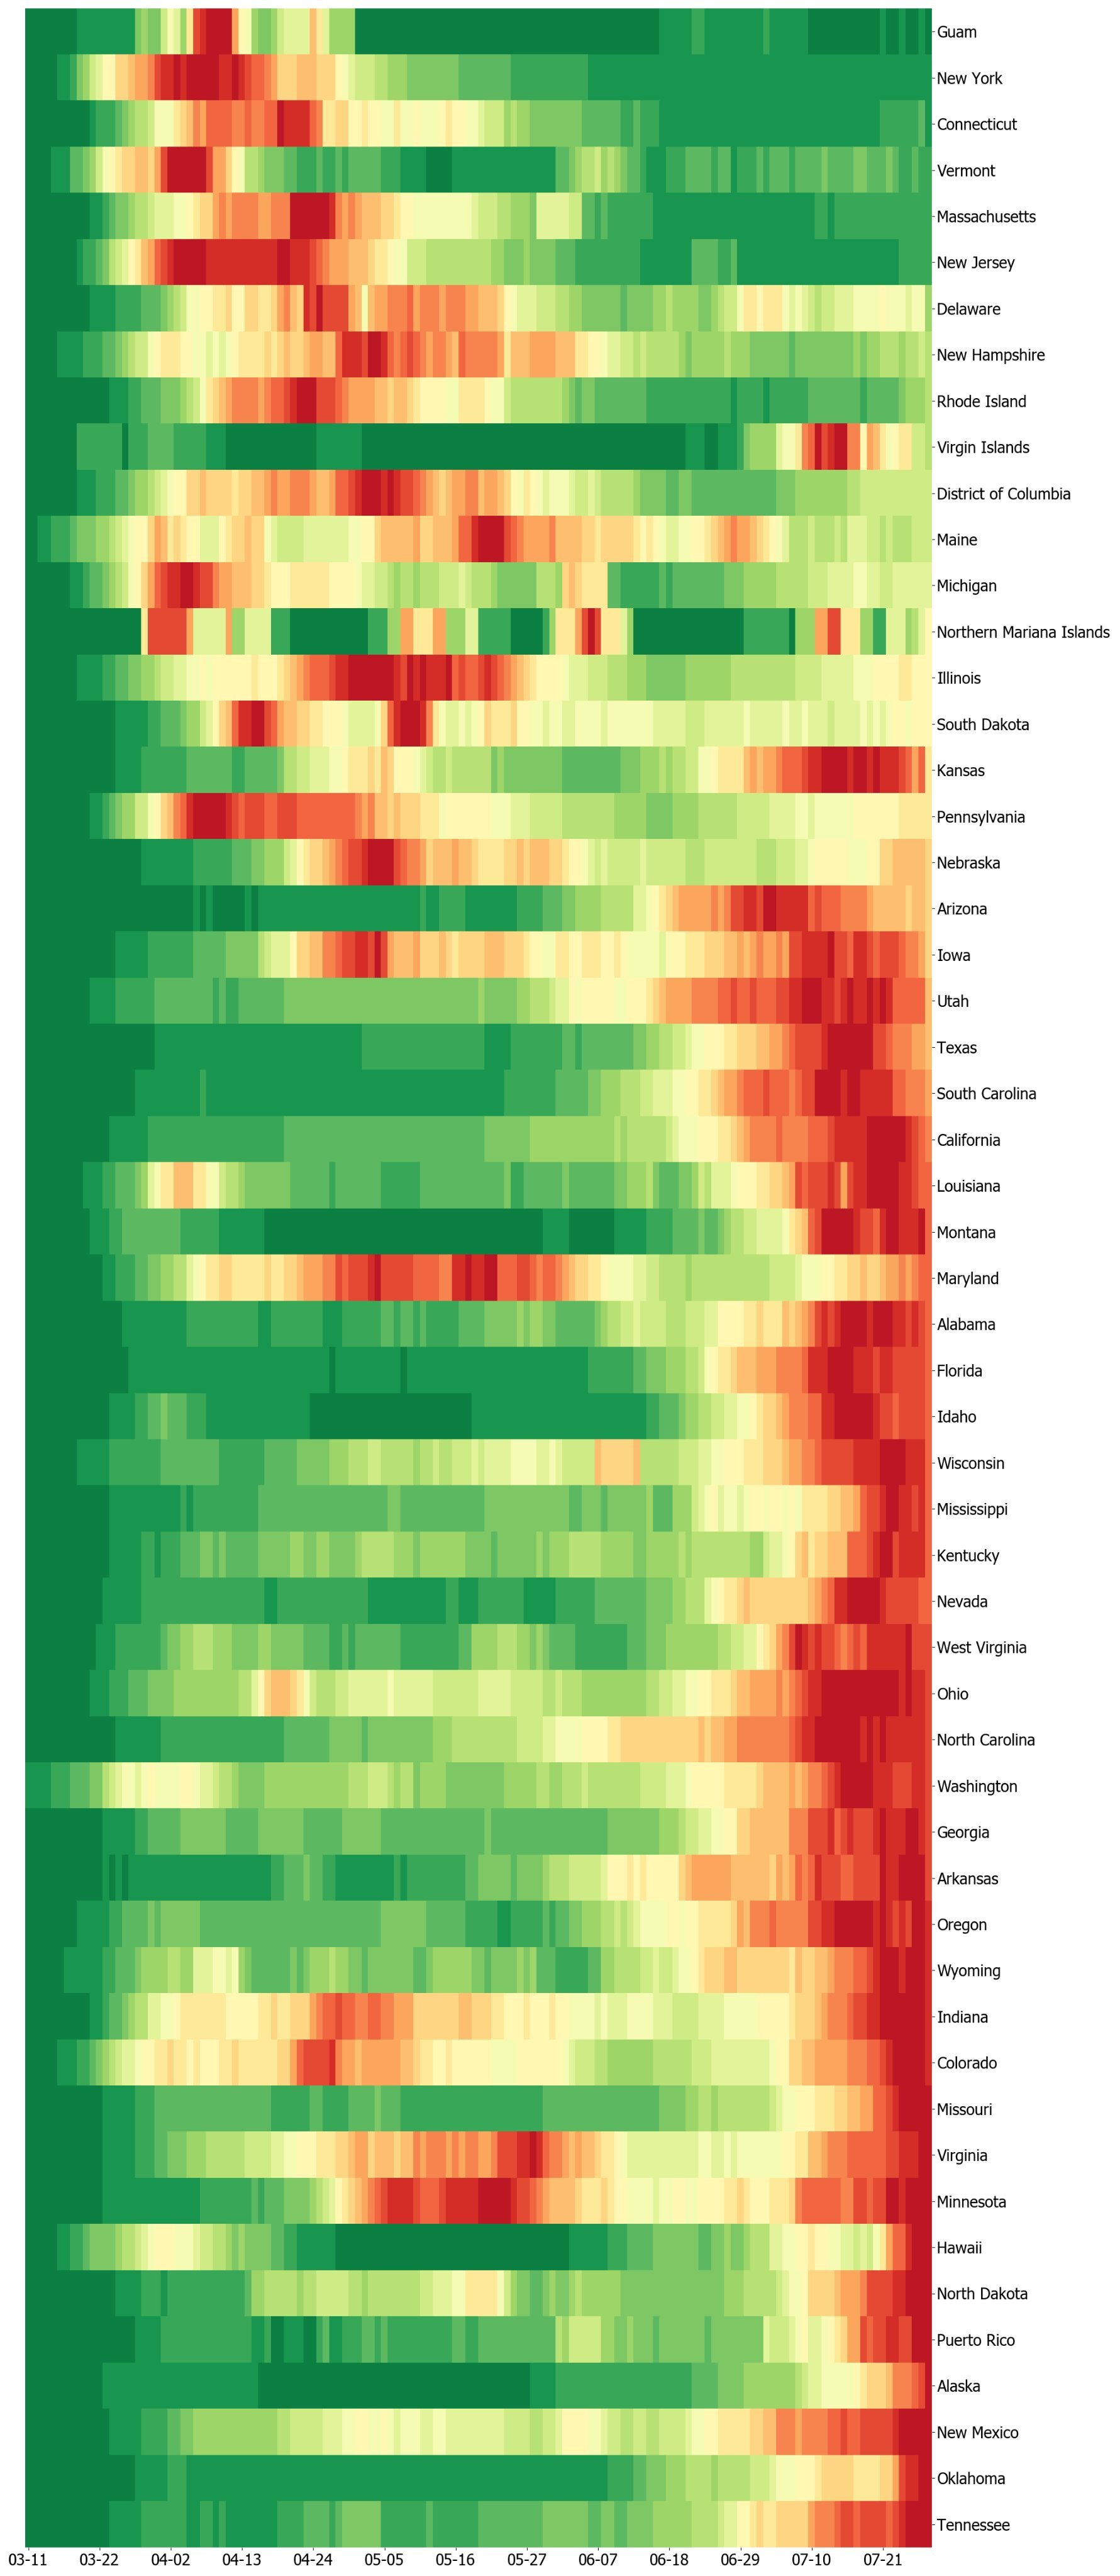 Guam
New York
Connecticut
Vermont
Massachusetts
New Jersey
Delaware
New Hampshire
Rhode Island
Virgin Islands
District of Columbia
Maine
Michigan
Northern Mariana Islands
Illinois
South Dakota
Kansas
Pennsylvania
Nebraska
Arizona
Iowa
Utah
Texas
South Carolina
California
Louisiana
Montana
Maryland
Alabama
Florida
Idaho
Wisconsin
Mississippi
Kentucky
Nevada
West Virginia
Ohio
North Carolina
Washington
Georgia
Arkansas
Oregon
Wyoming
Indiana
Colorado
Missouri
Virginia
Minnesota
Hawaii
North Dakota
Puerto Rico
Alaska
New Mexico
Oklahoma
Tennessee
03-11 03-22 04-02 04-13 04-24 05-05 05-16 05-27 06-07 06-18 06-29 07-10 07-21